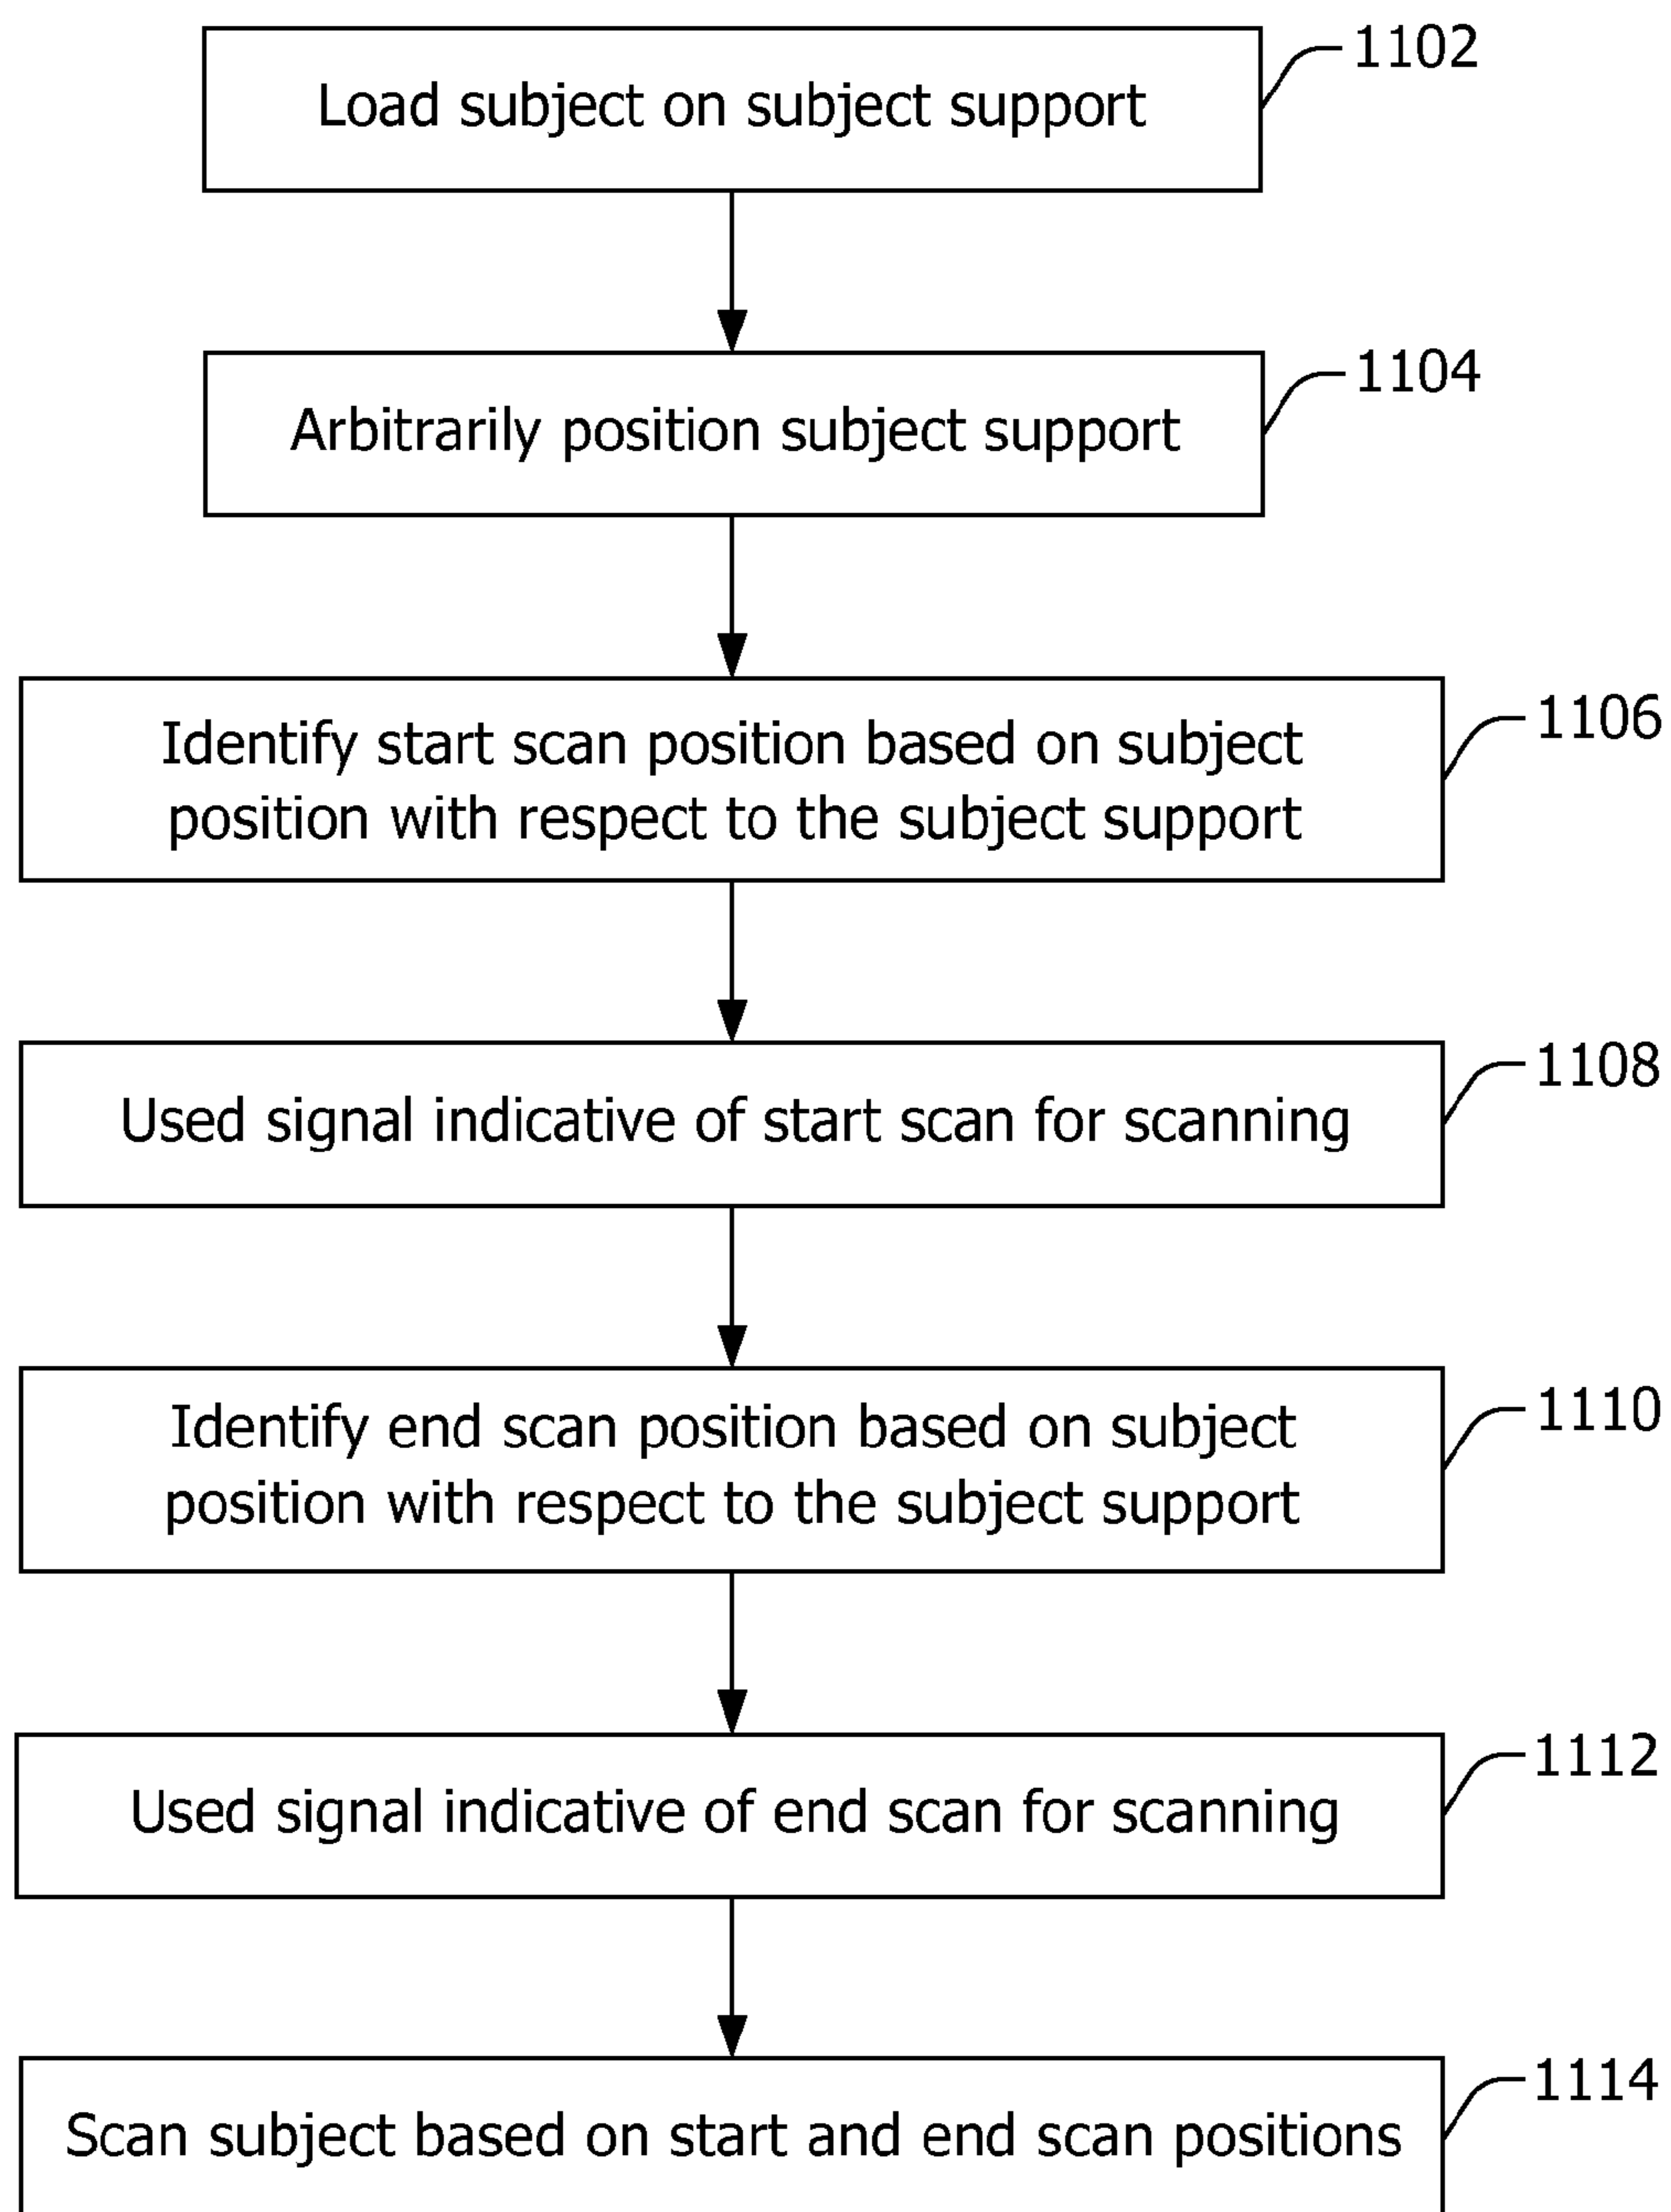 Load subject on subject support
1102
Arbitrarily position subject support
1104
Identify start scan position based on subject
position with respect to the subject support
1106
Used signal indicative of start scan for scanning
1108
Identify end scan position based on subject
position with respect to the subject support
1110
Used signal indicative of end scan for scanning
1112
Scan subject based on start and end scan positions
1114